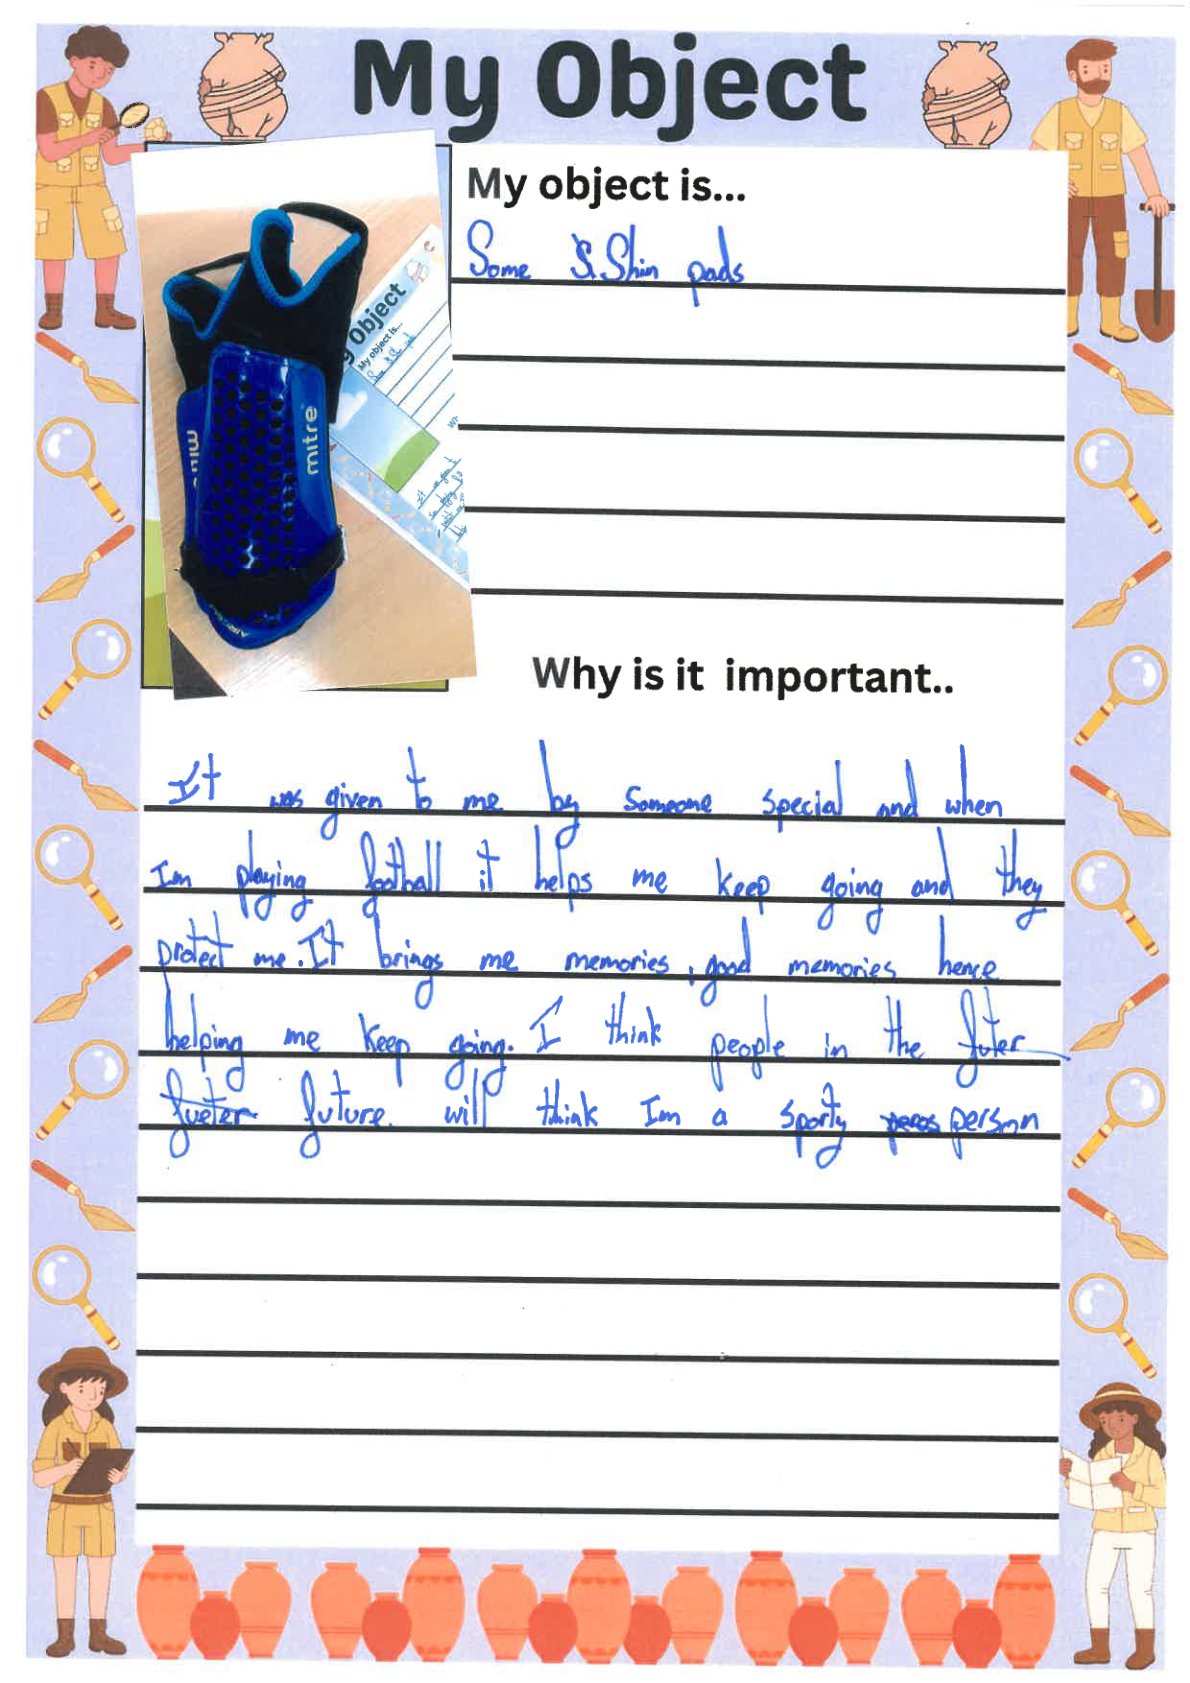 My Object
My object is...
Some Shin pads
mitre
My Object
My object is...
Why is it important..
It was given to me by someone special and when
Im playing football it helps me keep going and they
protect me. It brings me memories, good memories hence
helping me keep going. I think people in the futer
fueter future will think Im a sporty person